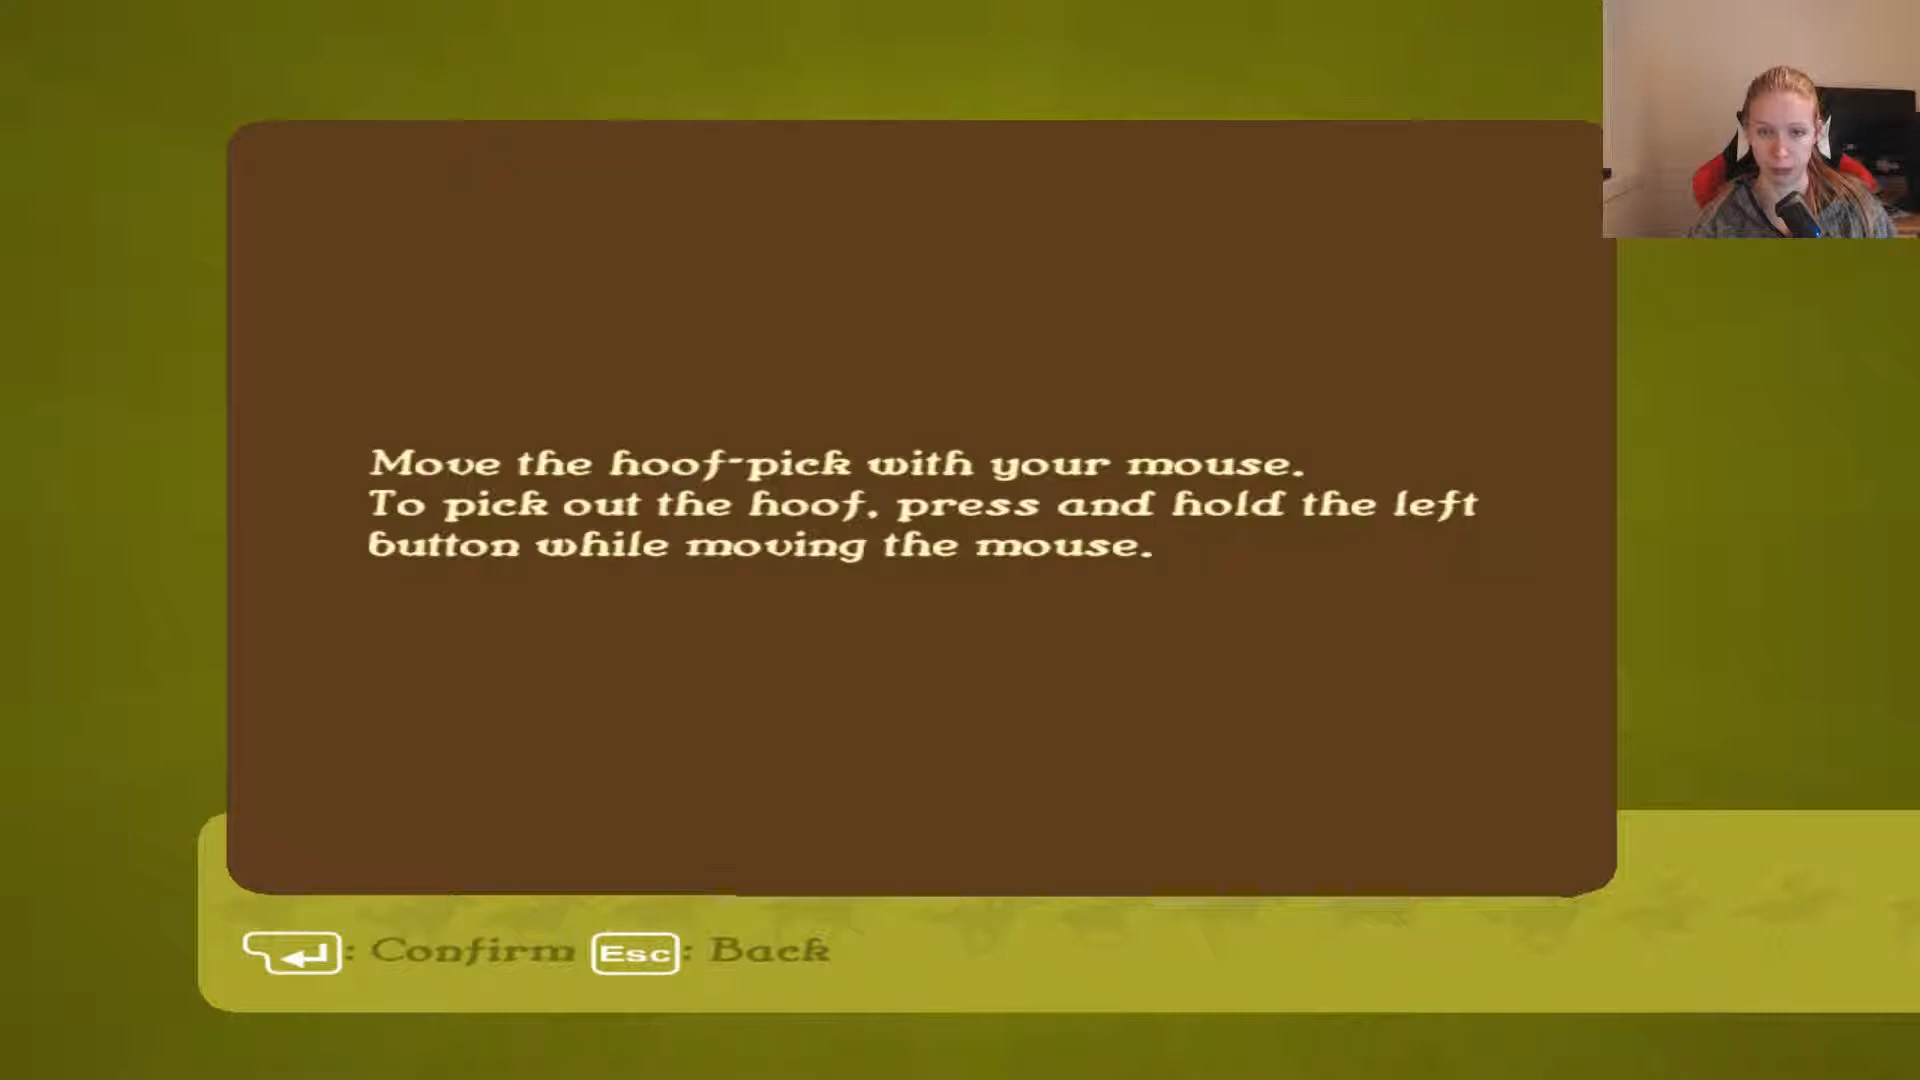 Move the hoof-pick with your mouse.
To pick out the hoof, press and hold the left
button while moving the mouse.
: Confirm Esc : Back